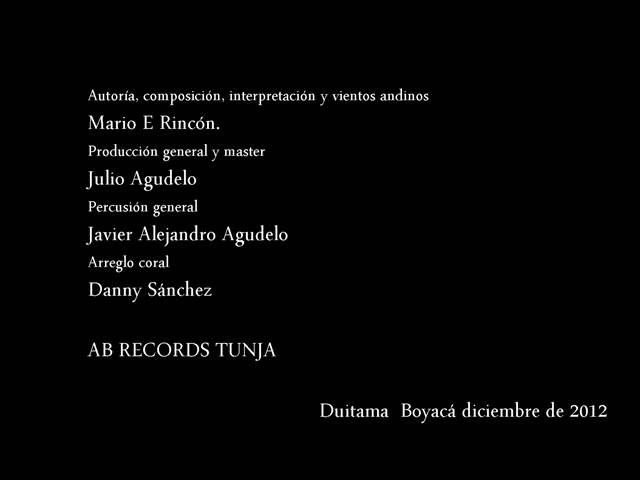 Autoría, composición, interpretación y vientos andinos
Mario E Rincón.
Producción general y master
Julio Agudelo
Percusión general
Javier Alejandro Agudelo
Arreglo coral
Danny Sánchez
AB RECORDS TUNJA
Duitama  Boyacá diciembre de 2012